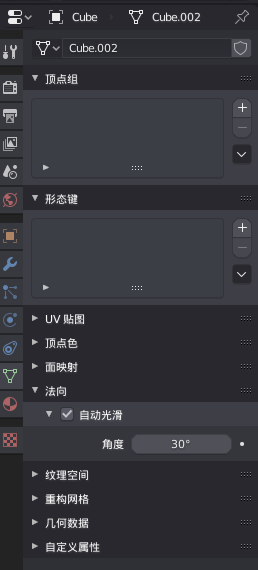 Cube Cube.002
Cube.002
顶点组
形态键
UV 贴图
顶点色
面映射
法向
自动光滑
角度 30°
纹理空间
重构网格
几何数据
自定义属性